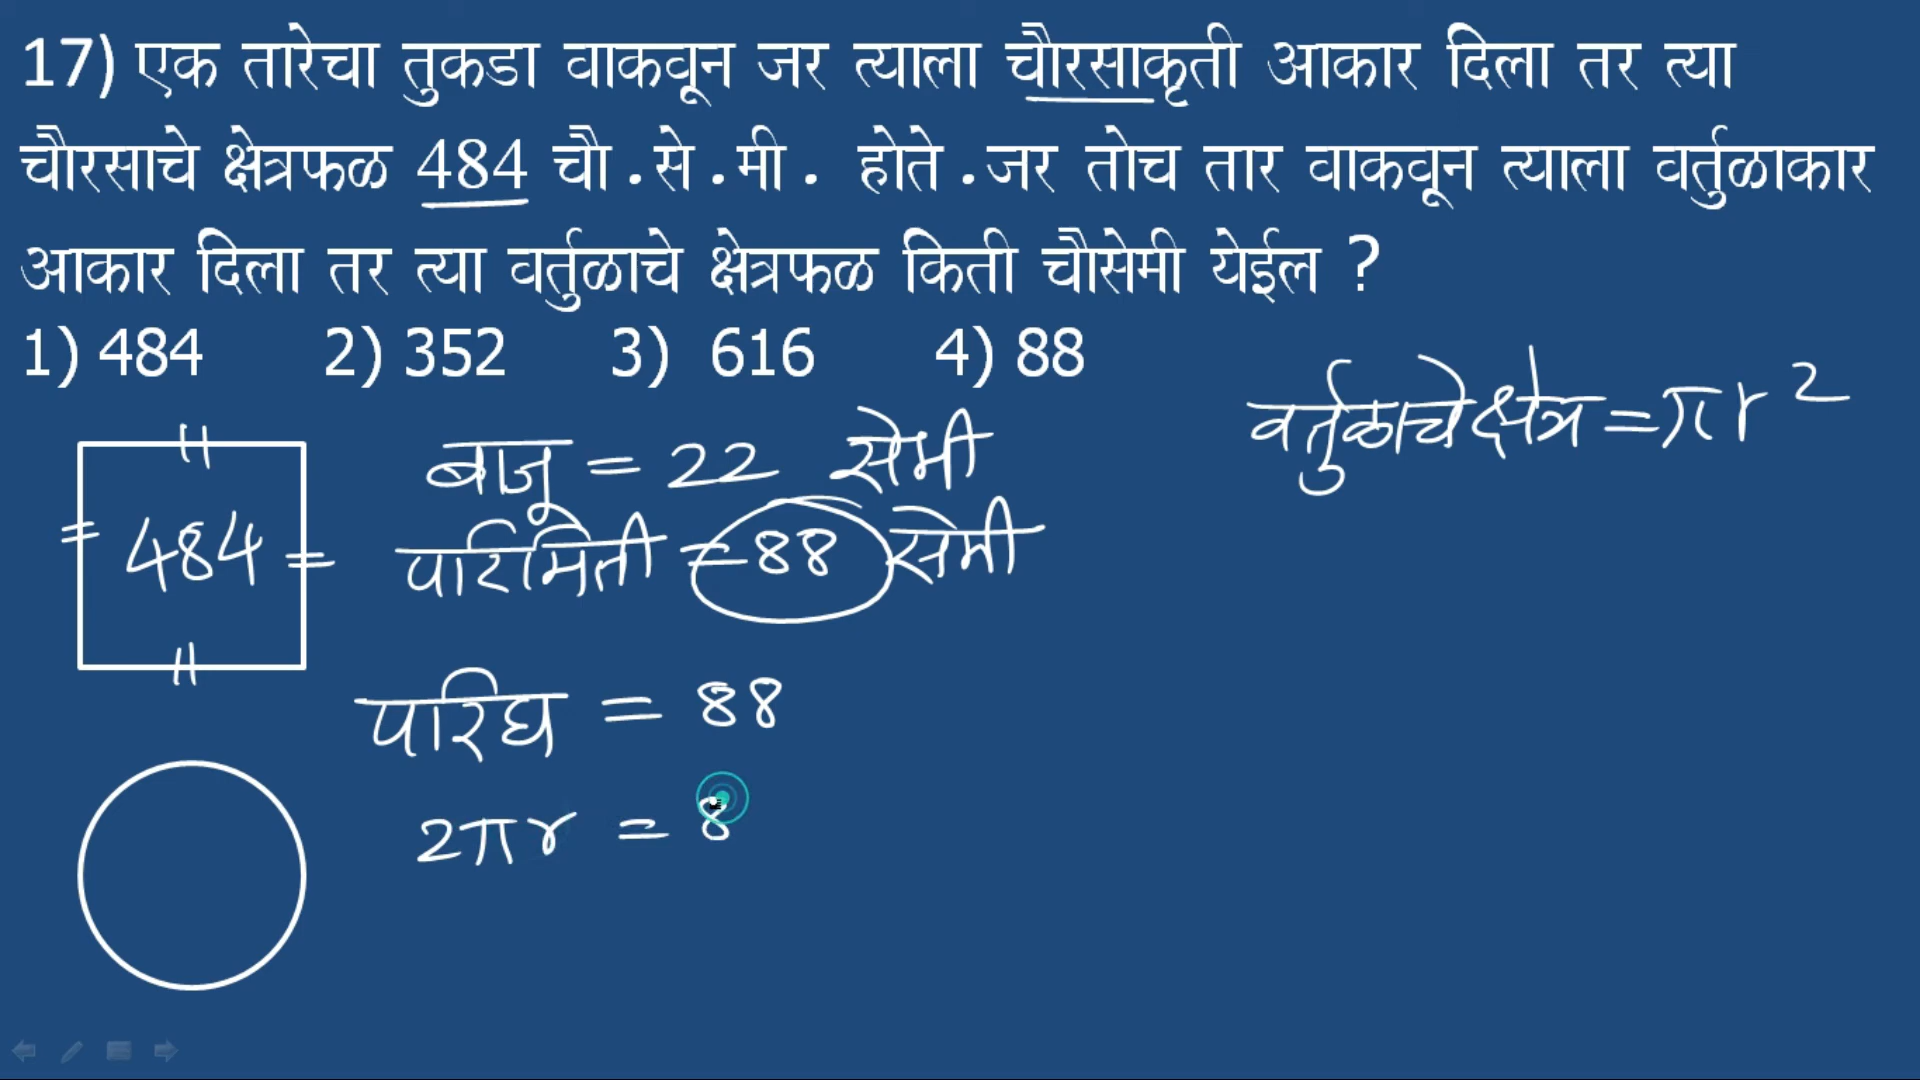 17) एक तारेचा तुकडा वाकवून जर त्याला चौरसाकृती आकार दिला तर त्या
चौरसाचे क्षेत्रफळ 484 चौ.से.मी. होते.जर तोच तार वाकवून त्याला वर्तुळाकार
आकार दिला तर त्या वर्तुळाचे क्षेत्रफळ किती चौसेमी येईल ?
1) 484 2) 352 3) 616 4) 88
वर्तुळाचे क्षेत्र = πr²
484
बाजू = 22 सेमी
परिमिती = 88 सेमी
परिघ = 88
2πr = 8